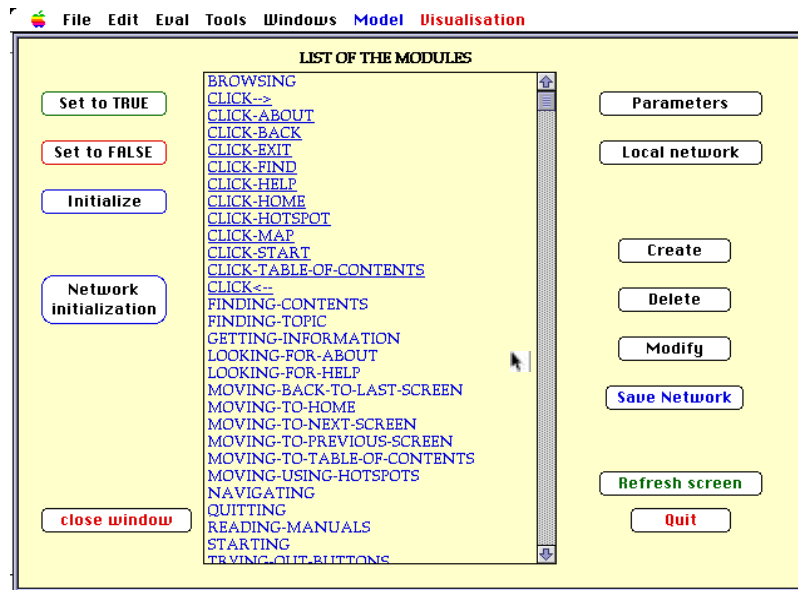 File Edit Eval Tools Windows Model Visualisation
LIST OF THE MODULES
Set to TRUE
Set to FALSE
Initialize
Network
initialization
close window
BROWSING
CLICK-->
CLICK-ABOUT
CLICK-BACK
CLICK-EXIT
CLICK-FIND
CLICK-HELP
CLICK-HOME
CLICK-HOTSPOT
CLICK-MAP
CLICK-START
CLICK-TABLE-OF-CONTENTS
CLICK<--
FINDING-CONTENTS
FINDING-TOPIC
GETTING-INFORMATION
LOOKING-FOR-ABOUT
LOOKING-FOR-HELP
MOVING-BACK-TO-LAST-SCREEN
MOVING-TO-HOME
MOVING-TO-NEXT-SCREEN
MOVING-TO-PREVIOUS-SCREEN
MOVING-TO-TABLE-OF-CONTENTS
MOVING-USING-HOTSPOTS
NAVIGATING
QUITTING
READING-MANUALS
STARTING
TRYING-OUT-BUTTONS
Parameters
Local network
Create
Delete
Modify
Save Network
Refresh screen
Quit